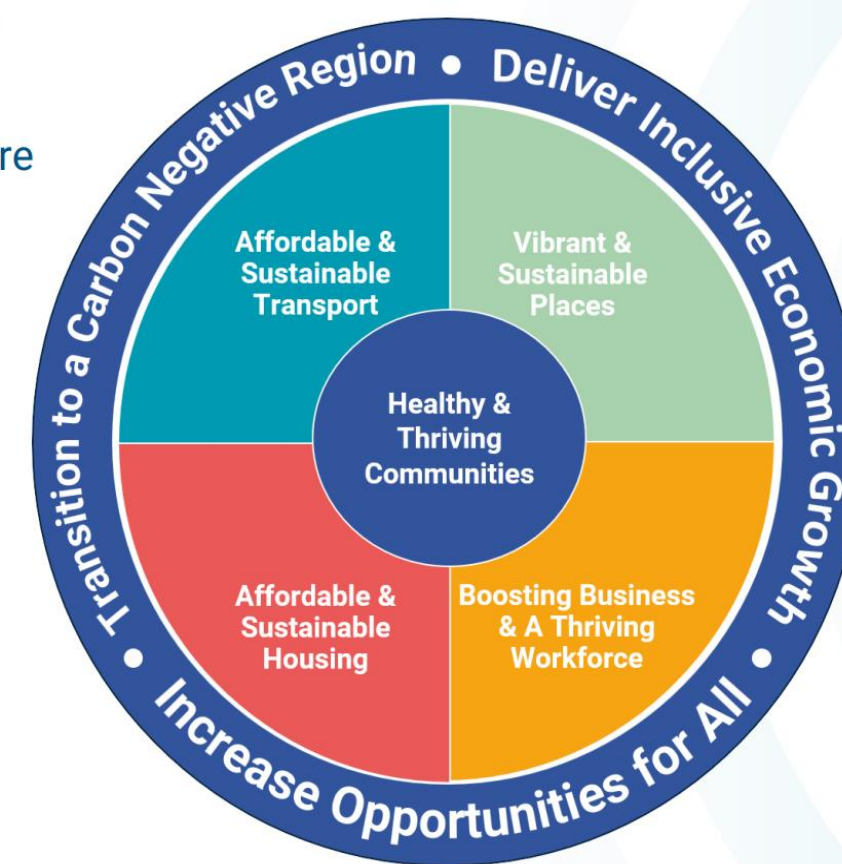 re
Transition to a Carbon Negative Region • Deliver Inclusive Economic Growth • Increase Opportunities for All •
Affordable &
Sustainable
Transport
Vibrant &
Sustainable
Places
Healthy &
Thriving
Communities
Affordable &
Sustainable
Housing
Boosting Business
& A Thriving
Workforce